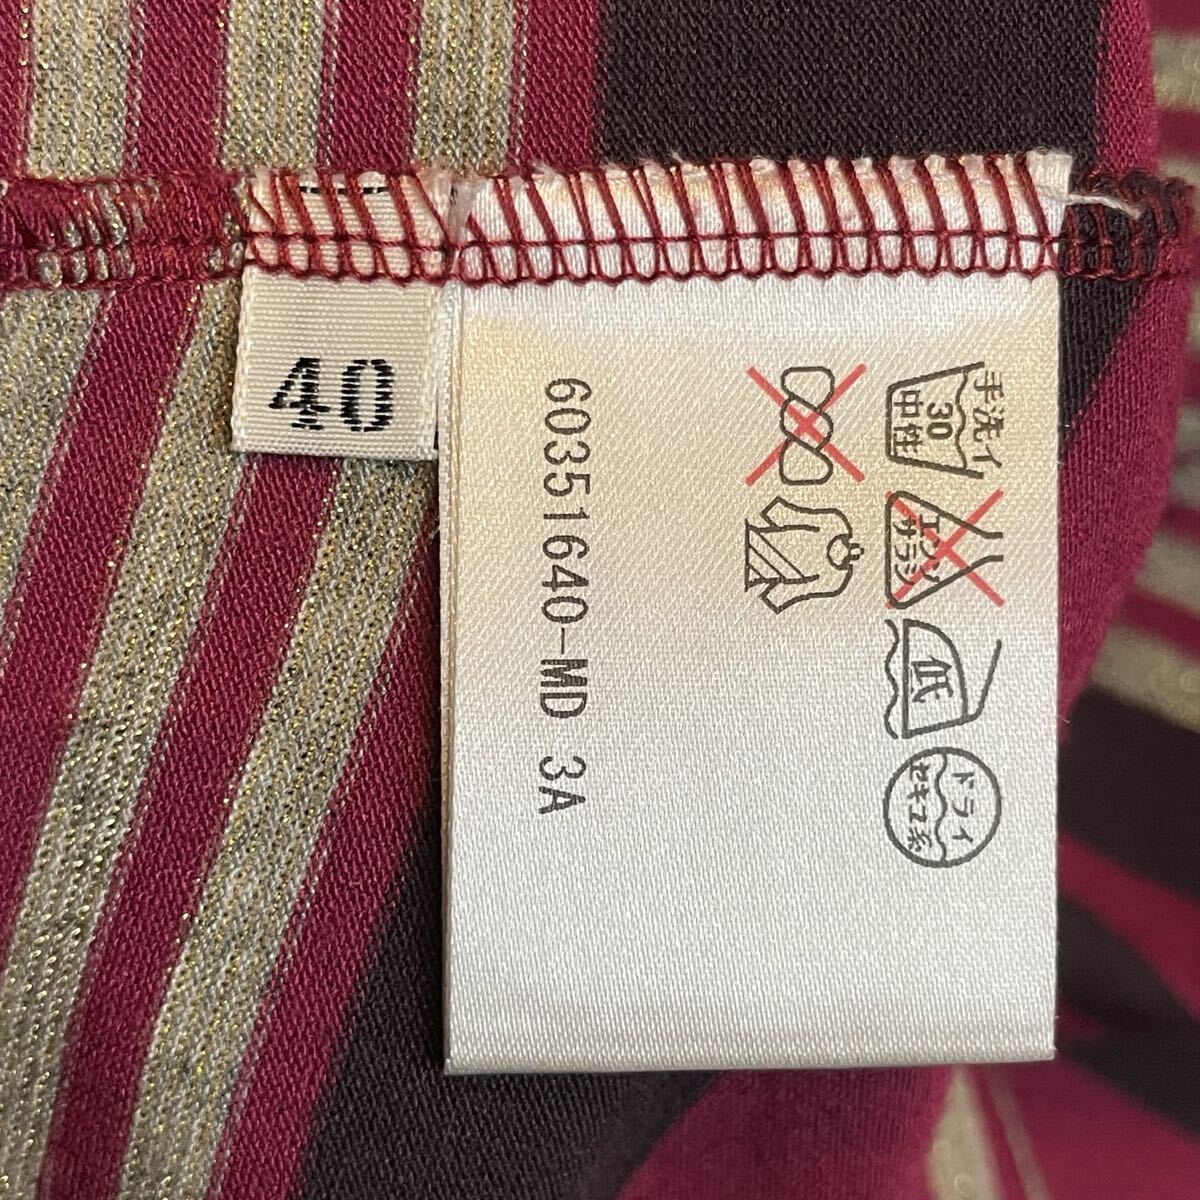 40
手洗イ
30
中性
エンソ
サラシ
低
ドライ
セキユ系
60351640-MD 3A